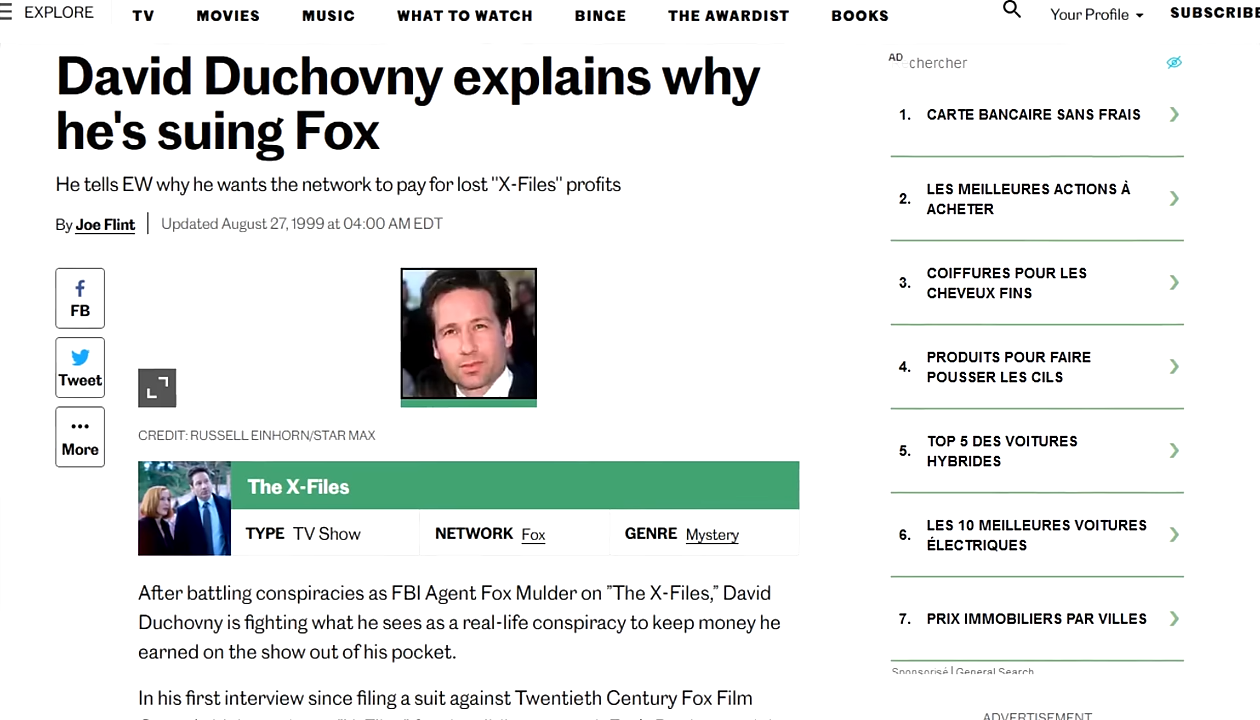 EXPLORE TV MOVIES MUSIC WHAT TO WATCH BINGE THE AWARDIST BOOKS Your Profile SUBSCRIBE
David Duchovny explains why
he's suing Fox
He tells EW why he wants the network to pay for lost "X-Files" profits
By Joe Flint | Updated August 27, 1999 at 04:00 AM EDT
FB
Tweet
More
CREDIT: RUSSELL EINHORN/STAR MAX
The X-Files
TYPE TV Show NETWORK Fox GENRE Mystery
After battling conspiracies as FBI Agent Fox Mulder on ”The X-Files,” David
Duchovny is fighting what he sees as a real-life conspiracy to keep money he
earned on the show out of his pocket.
In his first interview since filing a suit against Twentieth Century Fox Film
AD chercher
1. CARTE BANCAIRE SANS FRAIS
2. LES MEILLEURES ACTIONS À
ACHETER
3. COIFFURES POUR LES
CHEVEUX FINS
4. PRODUITS POUR FAIRE
POUSSER LES CILS
5. TOP 5 DES VOITURES
HYBRIDES
6. LES 10 MEILLEURES VOITURES
ÉLECTRIQUES
7. PRIX IMMOBILIERS PAR VILLES
Sponsorisé | General Search
ADVERTISEMENT